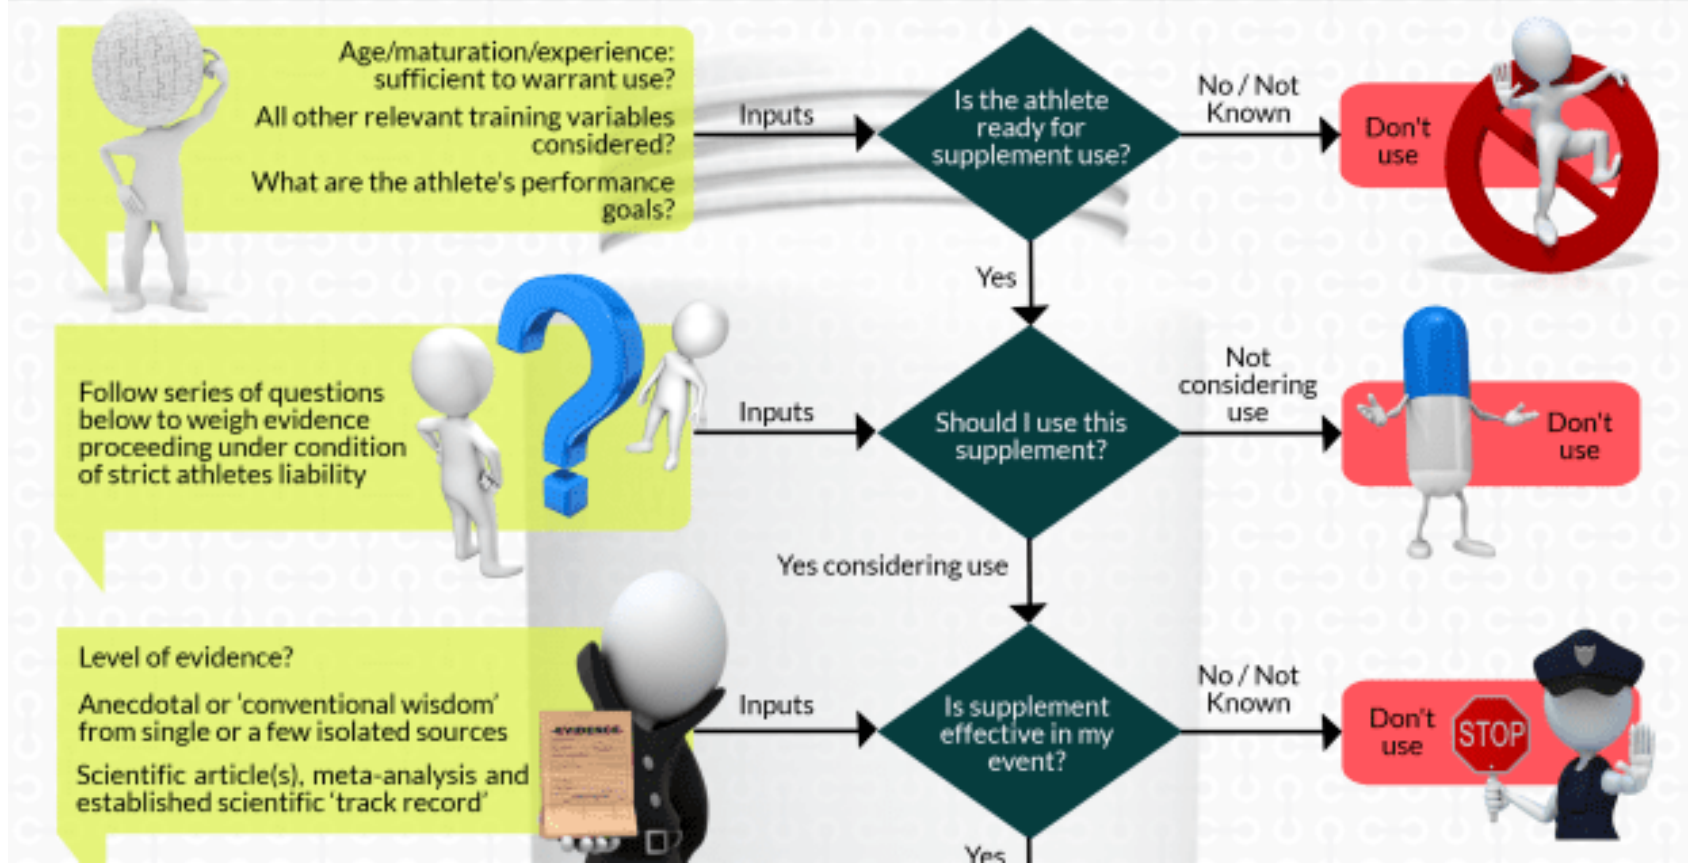 Age/maturation/experience:
sufficient to warrant use?
All other relevant training variables
considered?
What are the athlete's performance
goals?
Inputs
Is the athlete
ready for
supplement use?
No / Not
Known
Don't
use
Yes
Follow series of questions
below to weigh evidence
proceeding under condition
of strict athletes liability
Inputs
Should I use this
supplement?
Not
considering
use
Don't
use
Yes considering use
Level of evidence?
Anecdotal or 'conventional wisdom'
from single or a few isolated sources
Scientific article(s), meta-analysis and
established scientific 'track record'
EVIDENCE
Inputs
Is supplement
effective in my
event?
No / Not
Known
Don't
use
STOP
Yes